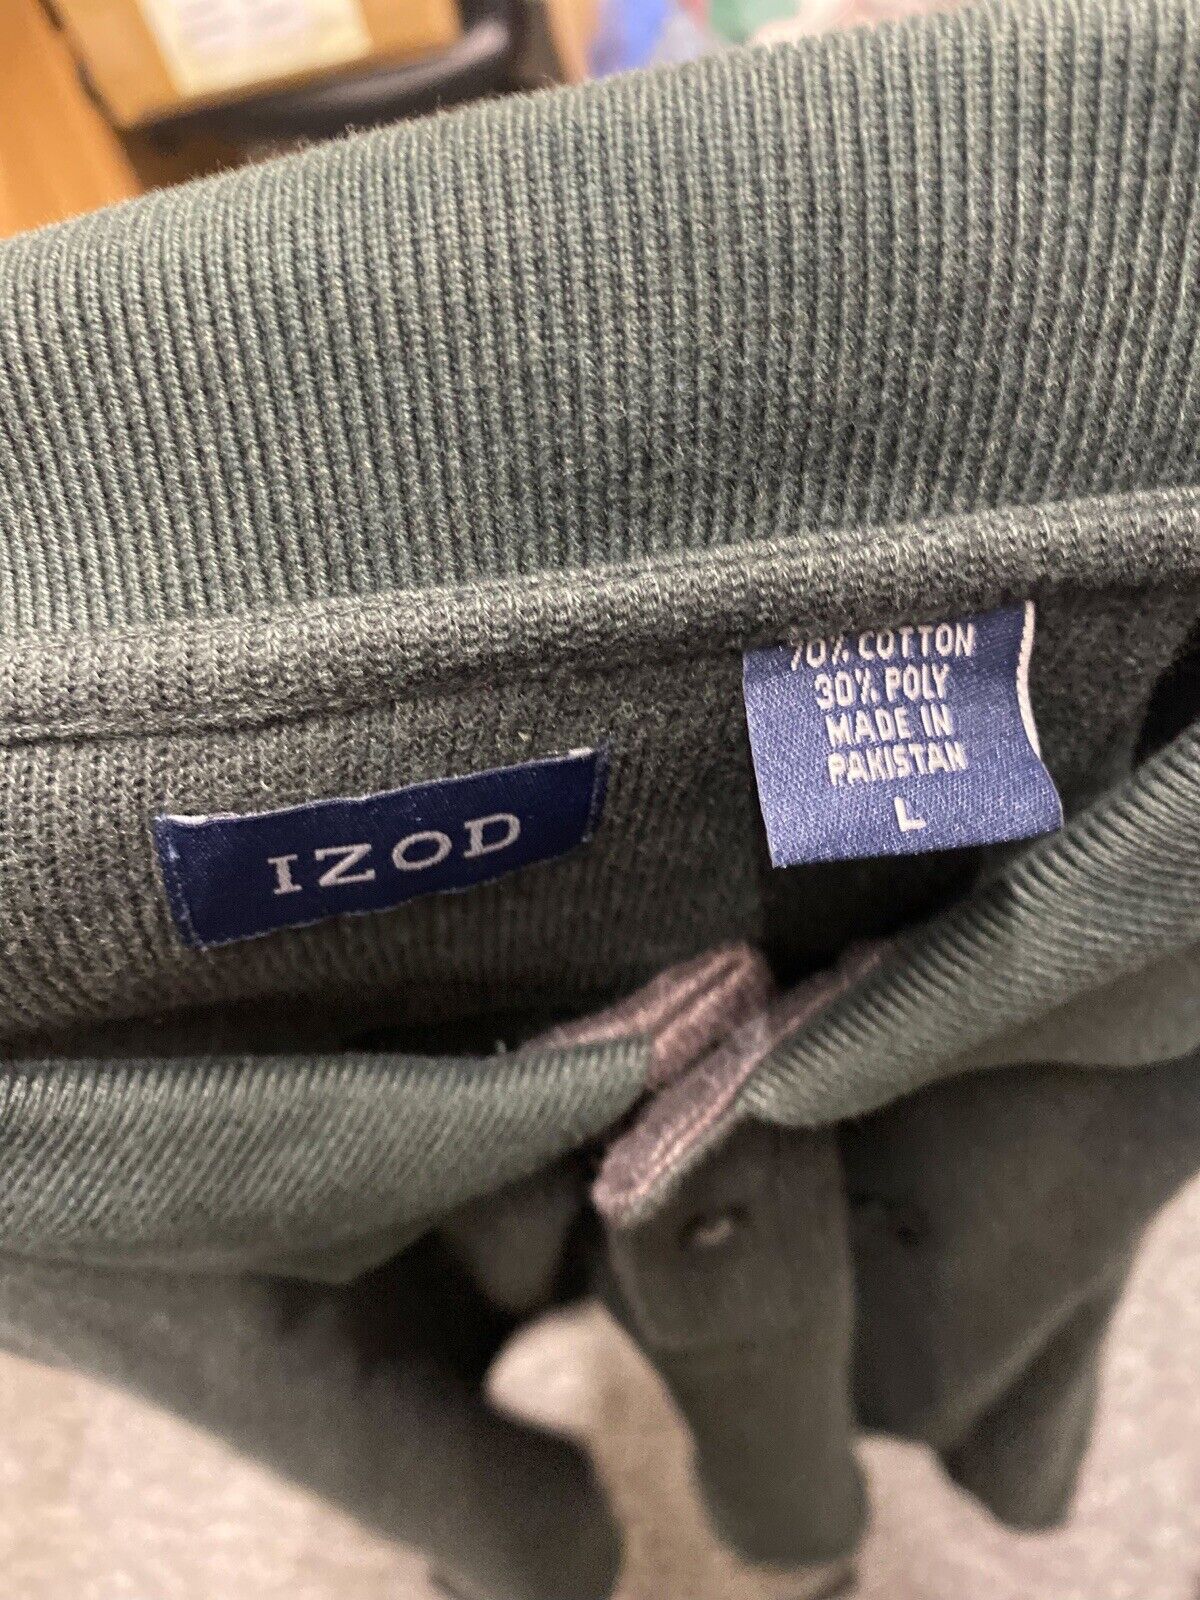 IZOD
70% COTTON
30% POLY
MADE IN
PAKISTAN
L